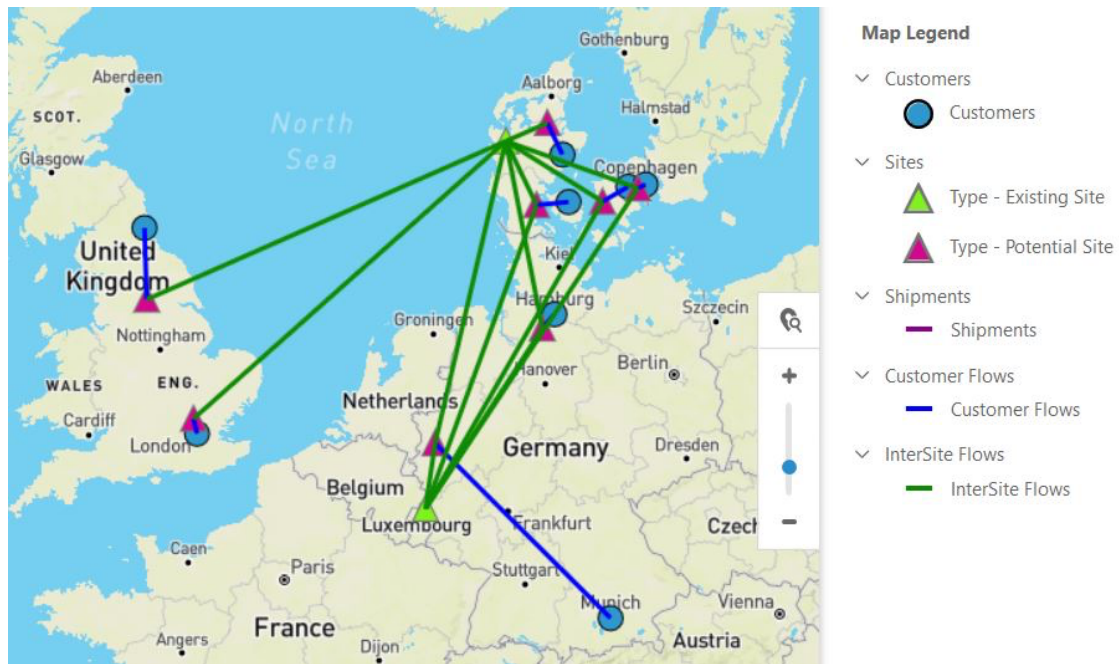 Gothenburg
Aberdeen
Aalborg
SCOT.
Halmstad
North
Sea
Glasgow
Copenhagen
United
Kingdom
Kiel
Hamburg
Groningen
Szczecin
Nottingham
Hanover
Berlin
WALES
ENG.
Netherlands
Cardiff
London
Germany
Dresden
Belgium
Luxembourg
Frankfurt
Czech
Caen
Paris
Stuttgart
Munich
Vienna
France
Austria
Angers
Dijon
+
−
Map Legend
Customers
Customers
Sites
Type - Existing Site
Type - Potential Site
Shipments
Shipments
Customer Flows
Customer Flows
InterSite Flows
InterSite Flows